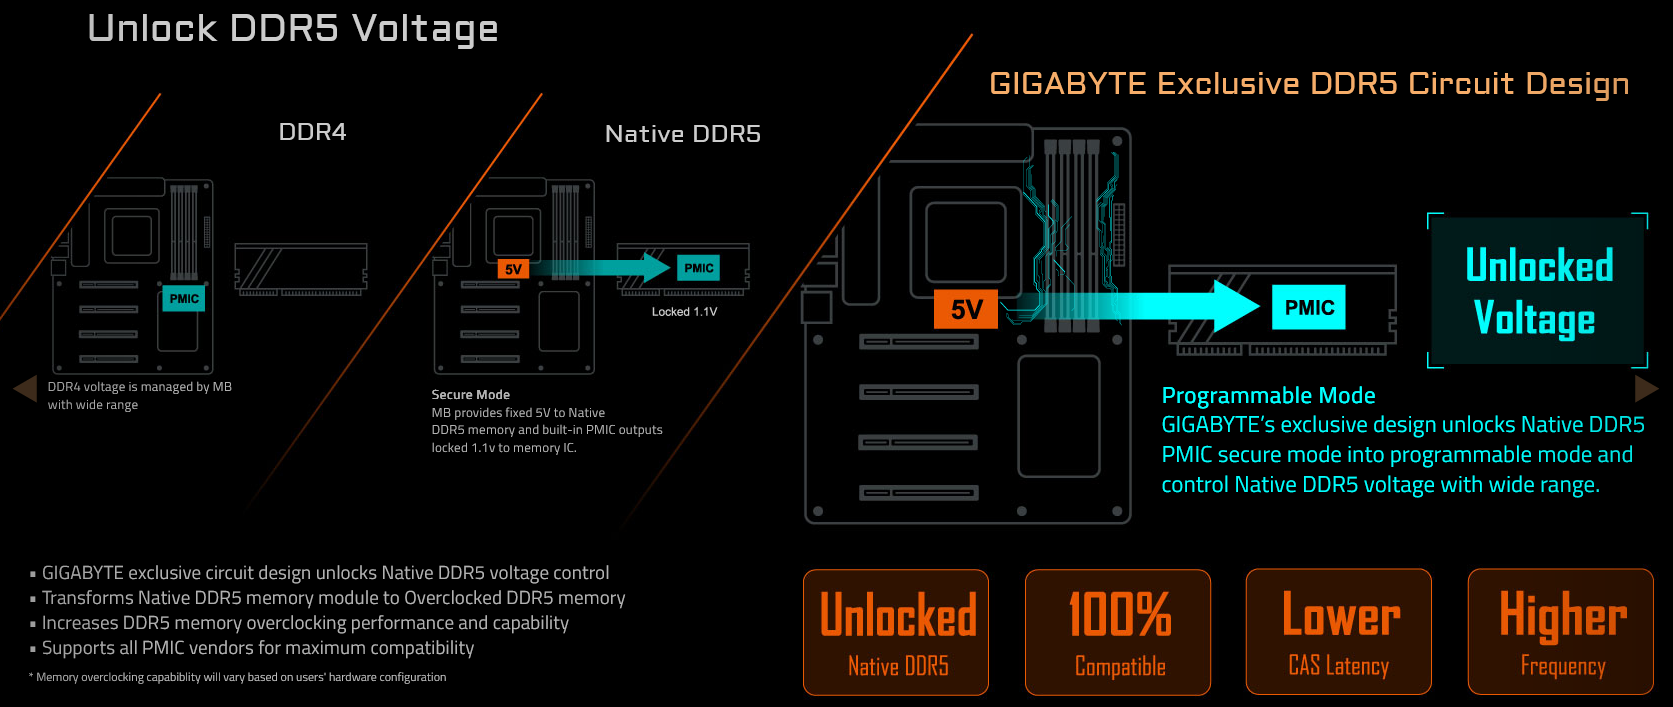 Unlock DDR5 Voltage
DDR4
PMIC
DDR4 voltage is managed by MB
with wide range
Native DDR5
5V
PMIC
Locked 1.1V
Secure Mode
MB provides fixed 5V to Native
DDR5 memory and built-in PMIC outputs
locked 1.1v to memory IC.
GIGABYTE Exclusive DDR5 Circuit Design
5V
PMIC
Unlocked
Voltage
Programmable Mode
GIGABYTE's exclusive design unlocks Native DDR5
PMIC secure mode into programmable mode and
control Native DDR5 voltage with wide range.
▪ GIGABYTE exclusive circuit design unlocks Native DDR5 voltage control
▪ Transforms Native DDR5 memory module to Overclocked DDR5 memory
▪ Increases DDR5 memory overclocking performance and capability
▪ Supports all PMIC vendors for maximum compatibility
* Memory overclocking capabiblity will vary based on users' hardware configuration
Unlocked
Native DDR5
100%
Compatible
Lower
CAS Latency
Higher
Frequency